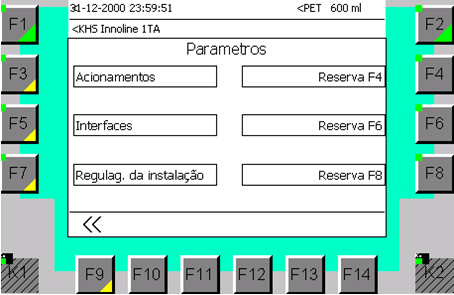 31-12-2000 23:59:51 <PET 600 ml
<KHS Innoline 1TA
Parametros
F1 F2
F3 Acionamentos Reserva F4 F4
F5 Interfaces Reserva F6 F6
F7 Regulag. da instalação Reserva F8 F8
<<
K1 F9 F10 F11 F12 F13 F14 K2